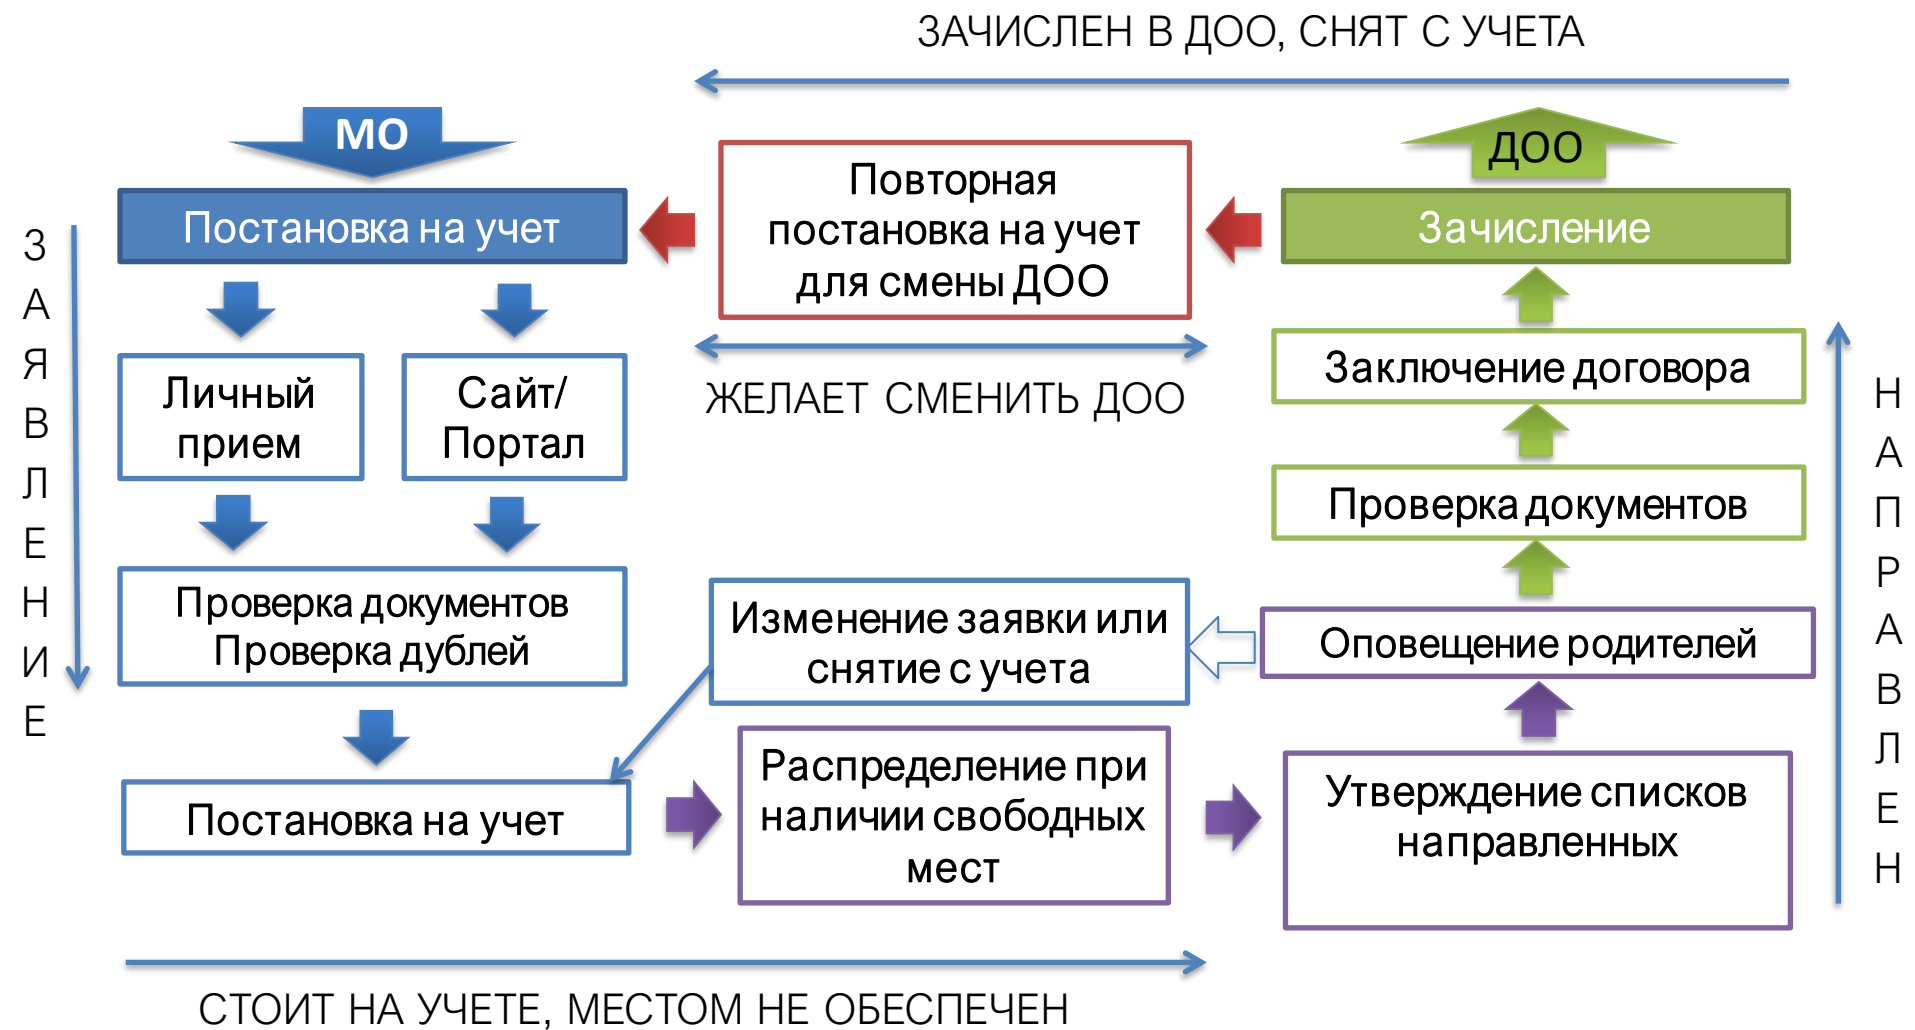 ЗАЧИСЛЕН В ДОО, СНЯТ С УЧЕТА
МО
ДОО
Постановка на учет
Повторная
постановка на учет
для смены ДОО
Зачисление
ЗАЯВЛЕНИЕ
Личный
прием
Сайт/
Портал
ЖЕЛАЕТ СМЕНИТЬ ДОО
Заключение договора
Проверка документов
НАПРАВЛЕН
Проверка документов
Проверка дублей
Изменение заявки или
снятие с учета
Оповещение родителей
Постановка на учет
Распределение при
наличии свободных
мест
Утверждение списков
направленных
СТОИТ НА УЧЕТЕ, МЕСТОМ НЕ ОБЕСПЕЧЕН